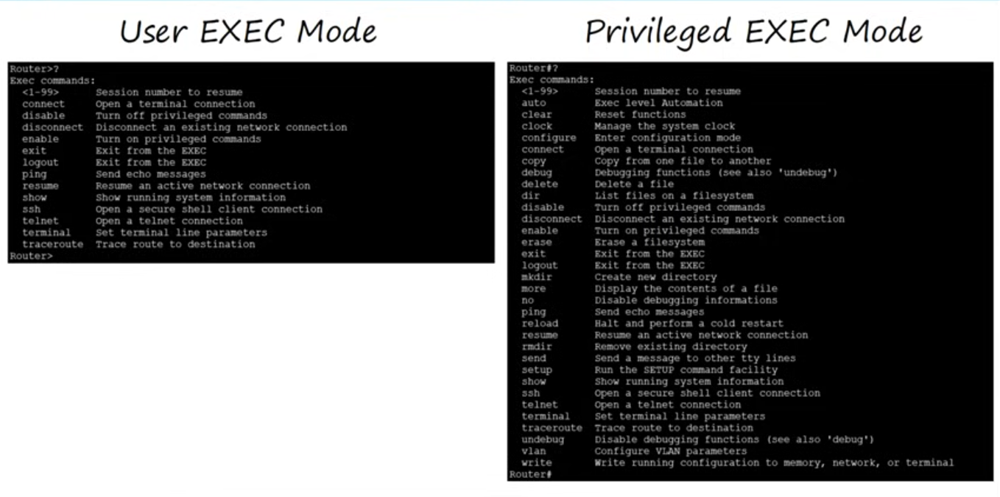 User EXEC Mode
Router>?
Exec commands:
<1-99> Session number to resume
connect Open a terminal connection
disable Turn off privileged commands
disconnect Disconnect an existing network connection
enable Turn on privileged commands
exit Exit from the EXEC
logout Exit from the EXEC
ping Send echo messages
resume Resume an active network connection
show Show running system information
ssh Open a secure shell client connection
telnet Open a telnet connection
terminal Set terminal line parameters
traceroute Trace route to destination
Router>
Privileged EXEC Mode
Router#?
Exec commands:
<1-99> Session number to resume
auto Exec level Automation
clear Reset functions
clock Manage the system clock
configure Enter configuration mode
connect Open a terminal connection
copy Copy from one file to another
debug Debugging functions (see also 'undebug')
delete Delete a file
dir List files on a filesystem
disable Turn off privileged commands
disconnect Disconnect an existing network connection
enable Turn on privileged commands
erase Erase a filesystem
exit Exit from the EXEC
logout Exit from the EXEC
mkdir Create new directory
more Display the contents of a file
no Disable debugging informations
ping Send echo messages
reload Halt and perform a cold restart
resume Resume an active network connection
rmdir Remove existing directory
send Send a message to other tty lines
setup Run the SETUP command facility
show Show running system information
ssh Open a secure shell client connection
telnet Open a telnet connection
terminal Set terminal line parameters
traceroute Trace route to destination
undebug Disable debugging functions (see also 'debug')
vlan Configure VLAN parameters
write Write running configuration to memory, network, or terminal
Router#